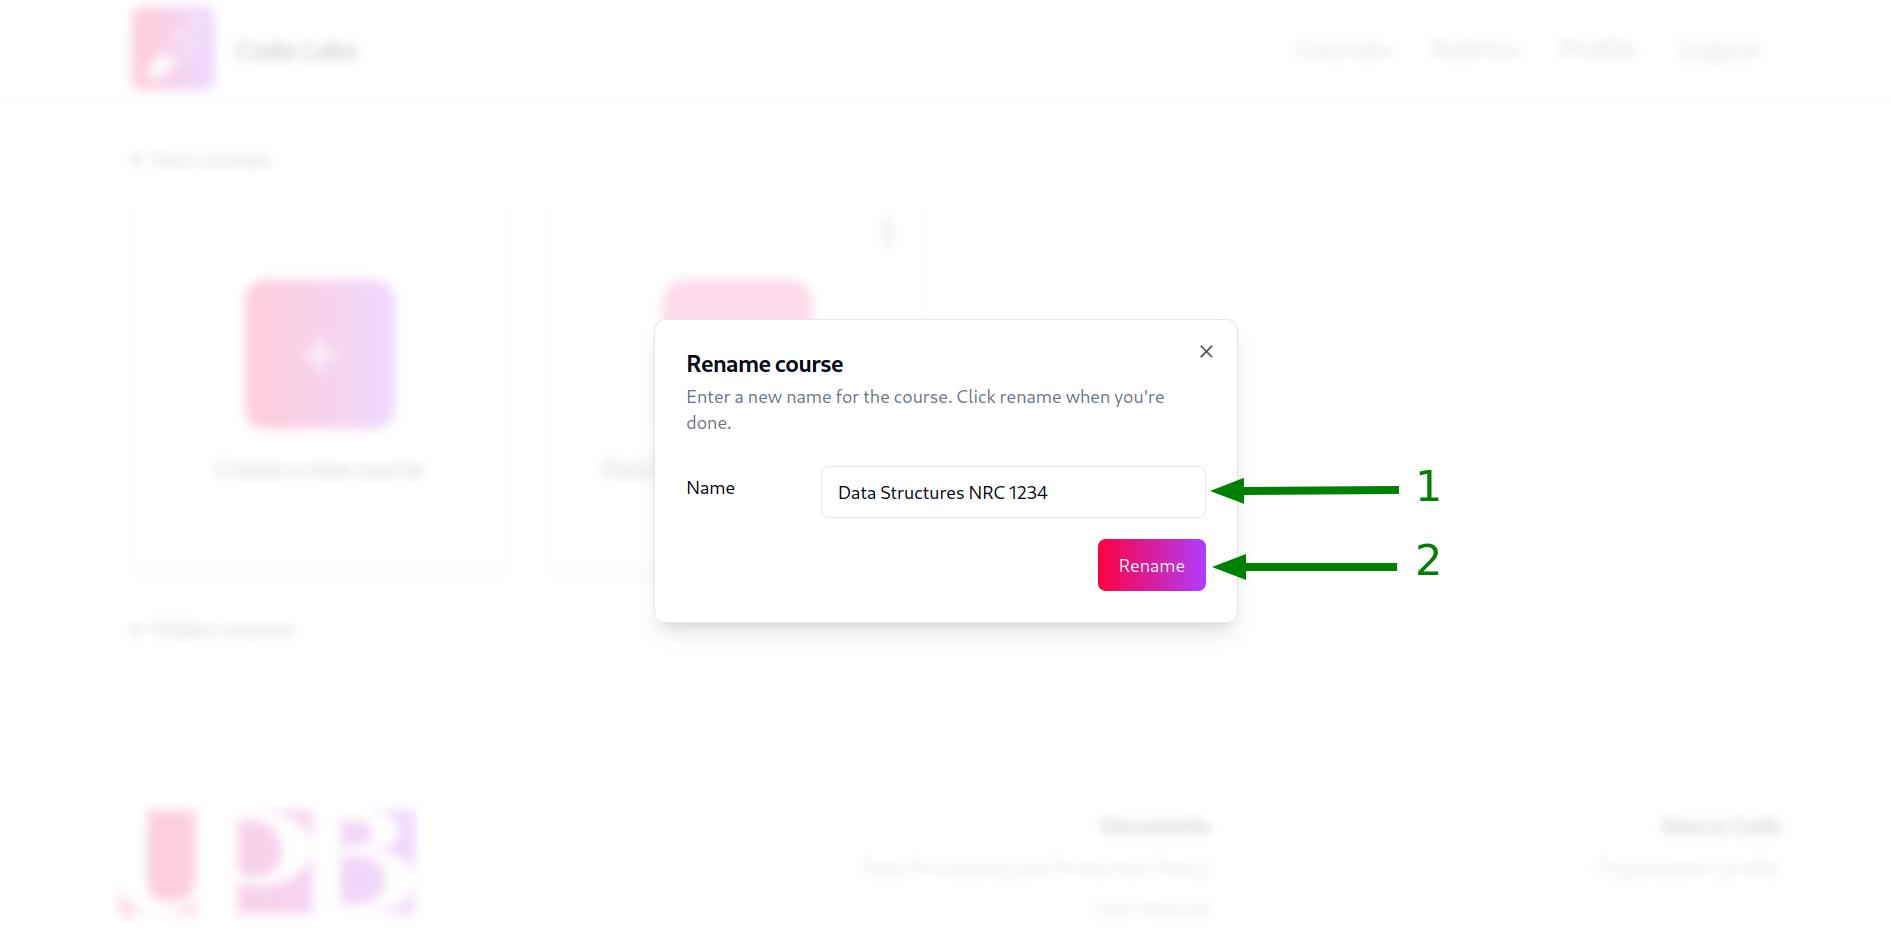 Code Labs
Courses Rubrics Profile Logout
Your courses
Rename course
Enter a new name for the course. Click rename when you're
done.
Name
Data Structures NRC 1234
1
Rename
2
Create a new course
Hidden courses
UPB
Documents
Source Code
Data Processing and Protection Policy
Organization profile
User Manual